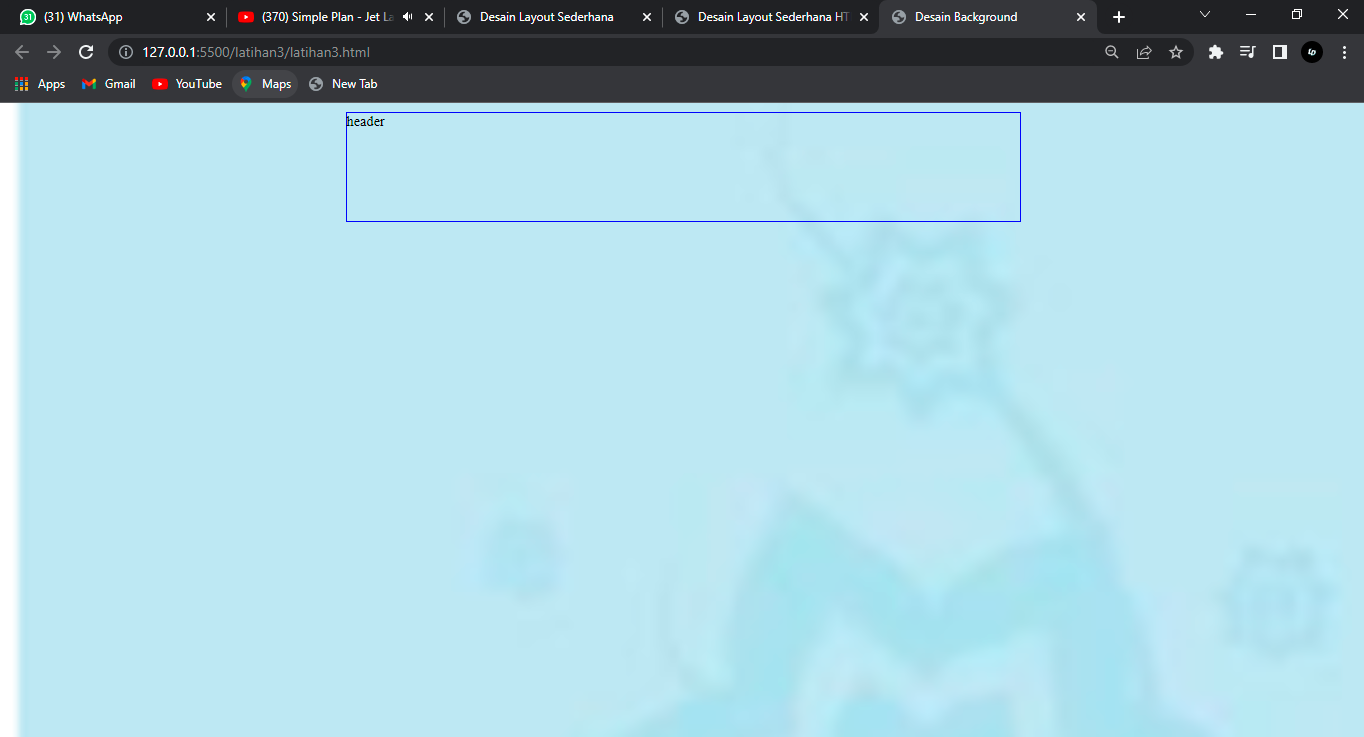 31 (31) WhatsApp
(370) Simple Plan - Jet La
Desain Layout Sederhana
Desain Layout Sederhana HT
Desain Background
127.0.0.1:5500/latihan3/latihan3.html
Apps Gmail YouTube Maps New Tab
header